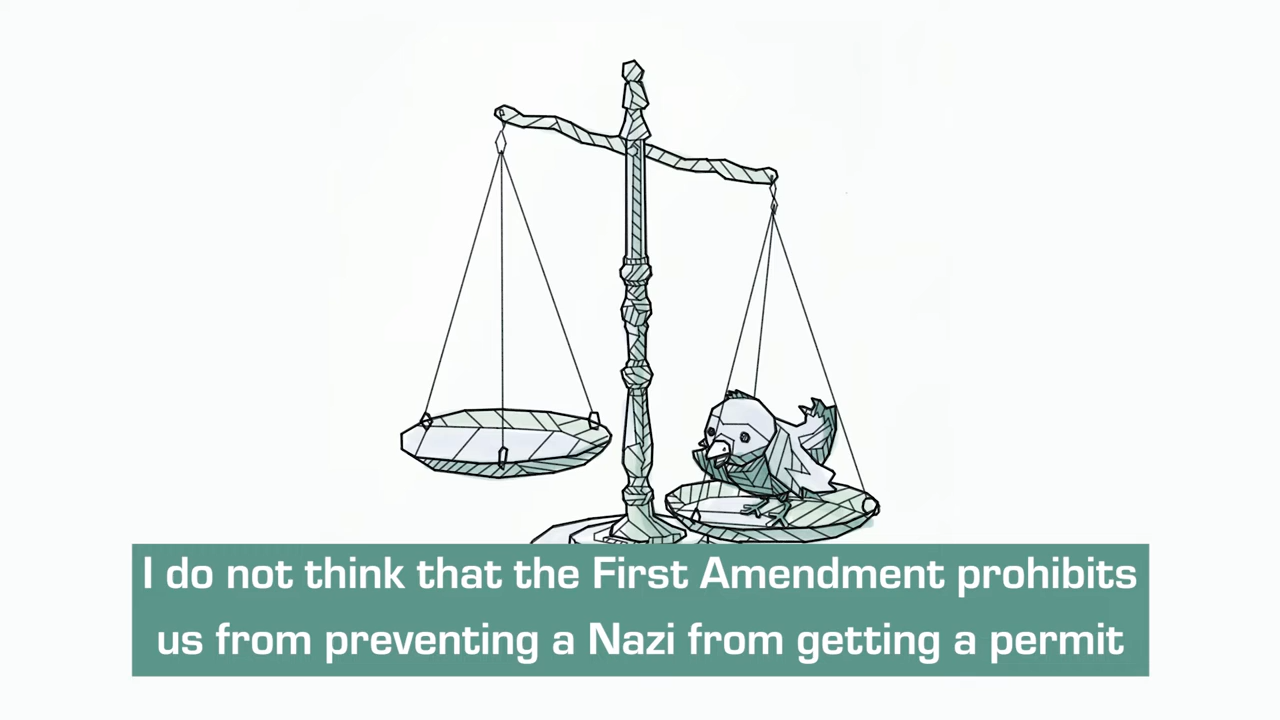 I do not think that the First Amendment prohibits
us from preventing a Nazi from getting a permit